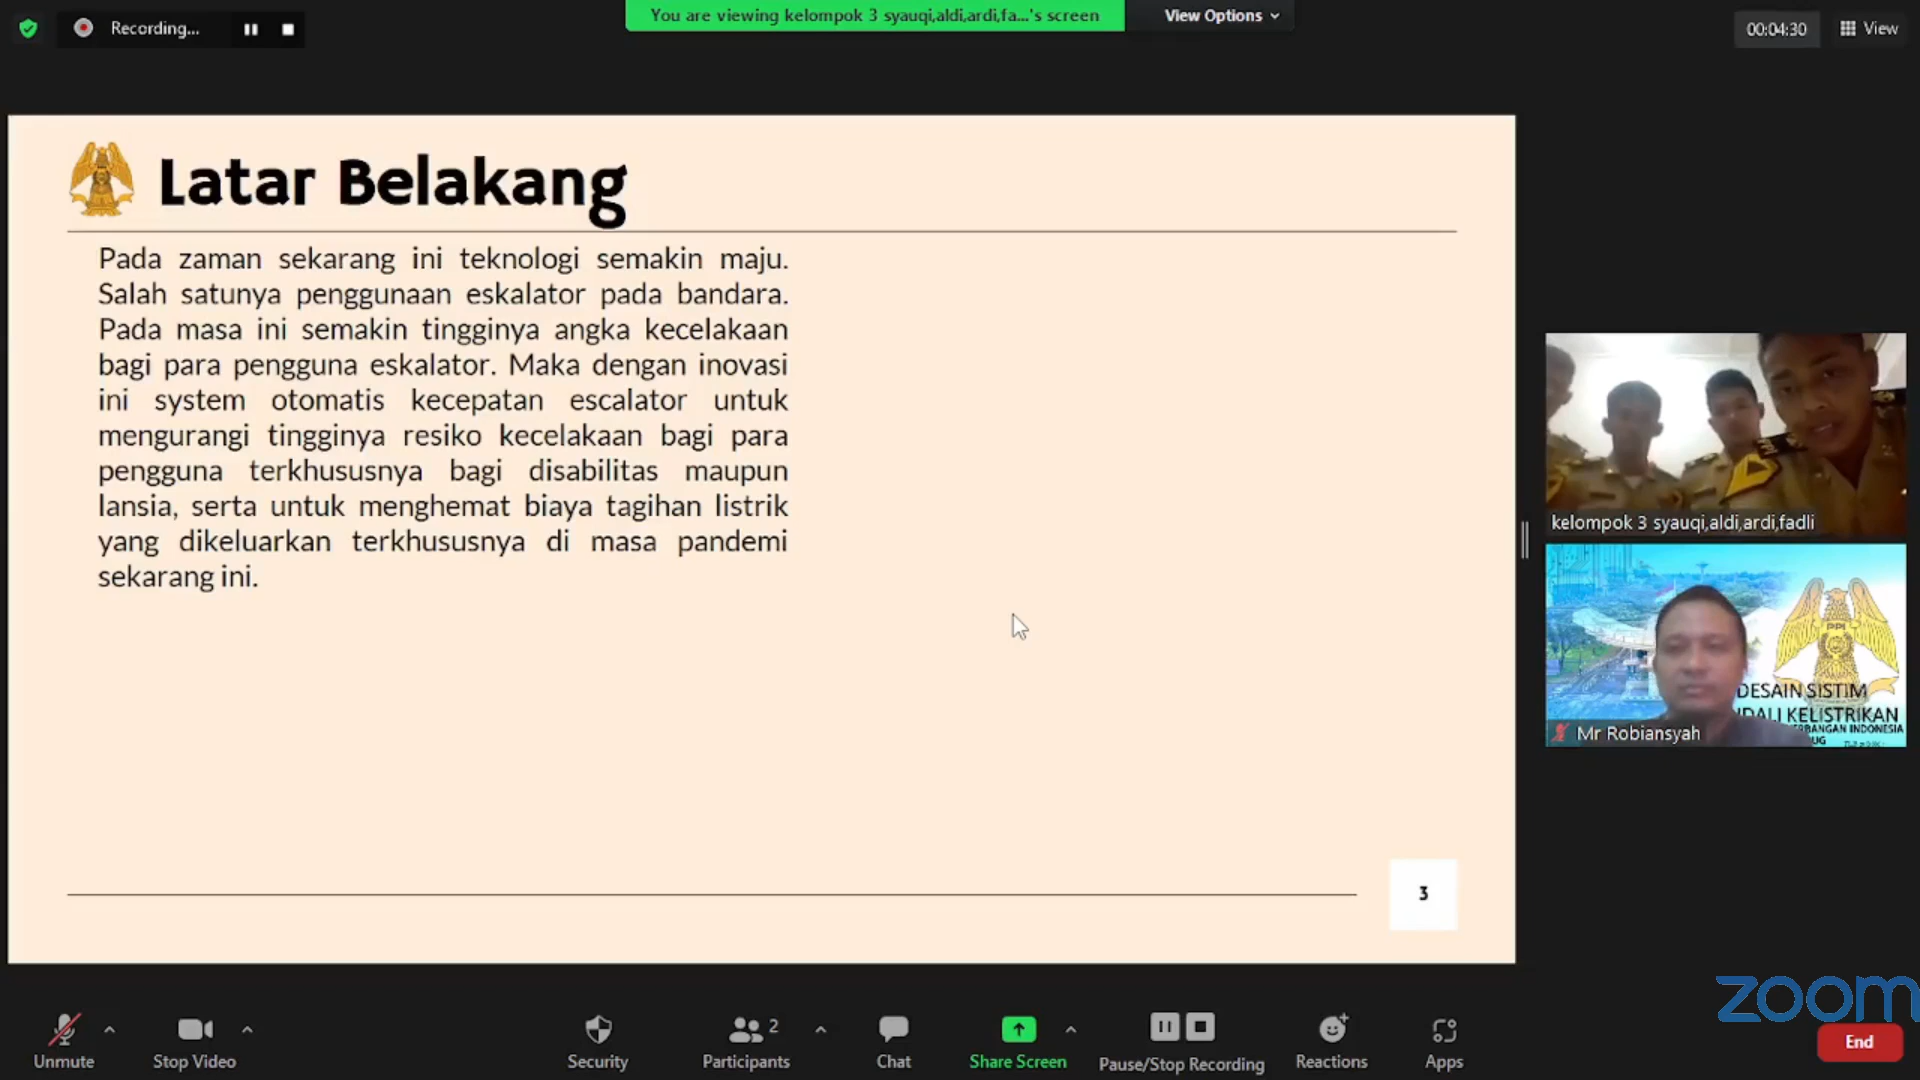 Recording...
You are viewing kelompok 3 syauqi,aldi,ardi,fa...'s screen
View Options
00:04:30
View
Latar Belakang
Pada zaman sekarang ini teknologi semakin maju.
Salah satunya penggunaan eskalator pada bandara.
Pada masa ini semakin tingginya angka kecelakaan
bagi para pengguna eskalator. Maka dengan inovasi
ini system otomatis kecepatan escalator untuk
mengurangi tingginya resiko kecelakaan bagi para
pengguna terkhususnya bagi disabilitas maupun
lansia, serta untuk menghemat biaya tagihan listrik
yang dikeluarkan terkhususnya di masa pandemi
sekarang ini.
3
kelompok 3 syauqi,aldi,ardi,fadli
PPI
DESAIN SISTIM
NDALI KELISTRIKAN
ERBANGAN INDONESIA
UG
Mr Robiansyah
zoom
Unmute
Stop Video
Security
2
Participants
Chat
Share Screen
Pause/Stop Recording
Reactions
Apps
End